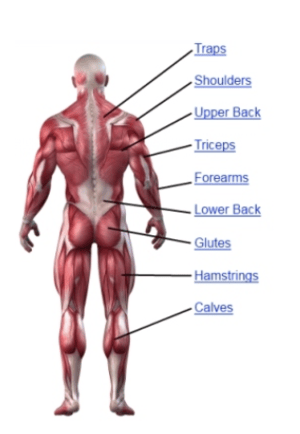 Traps
Shoulders
Upper Back
Triceps
Forearms
Lower Back
Glutes
Hamstrings
Calves